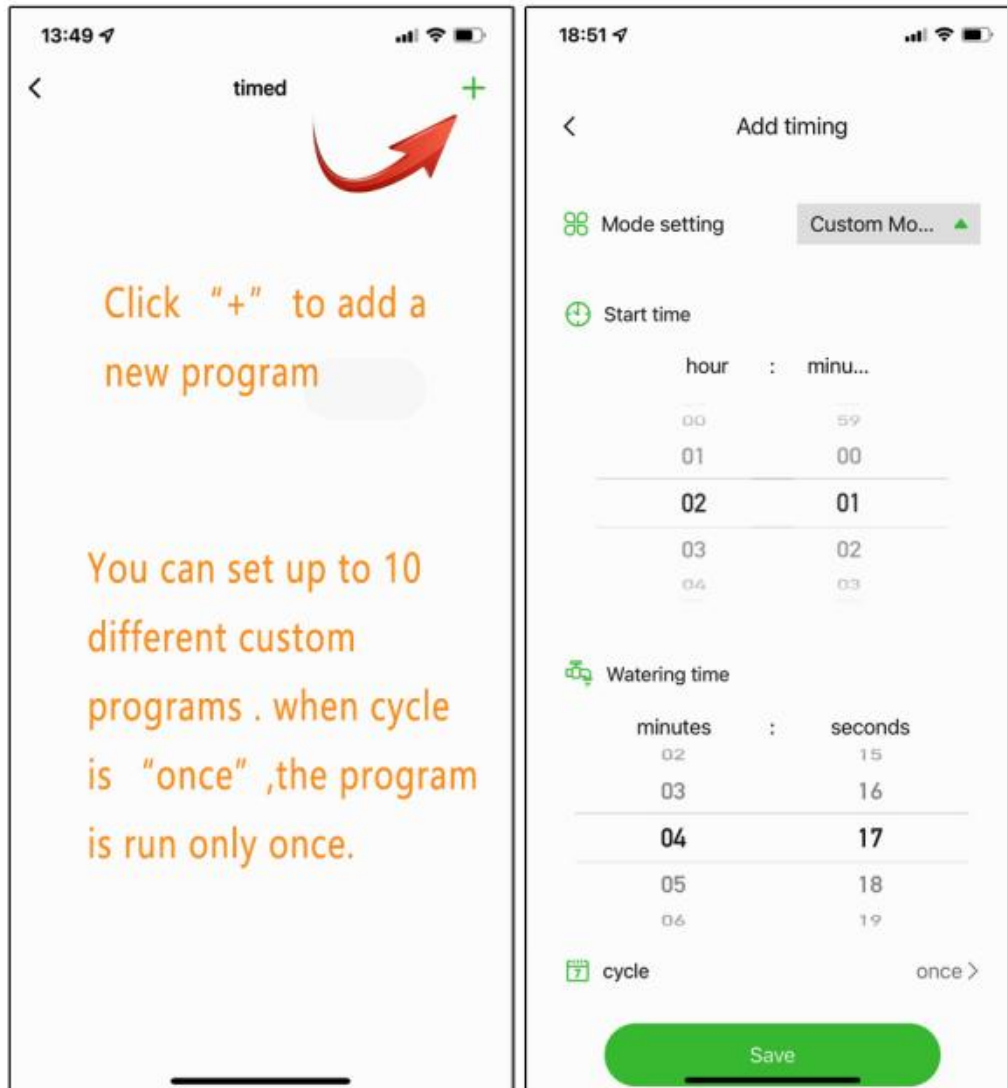 13:49
timed
+
Click “+” to add a
new program
You can set up to 10
different custom
programs . when cycle
is “once” ,the program
is run only once.
18:51
Add timing
Mode setting Custom Mo...
Start time
hour : minu...
00 59
01 00
02 01
03 02
04 03
Watering time
minutes : seconds
02 15
03 16
04 17
05 18
06 19
7 cycle once >
Save